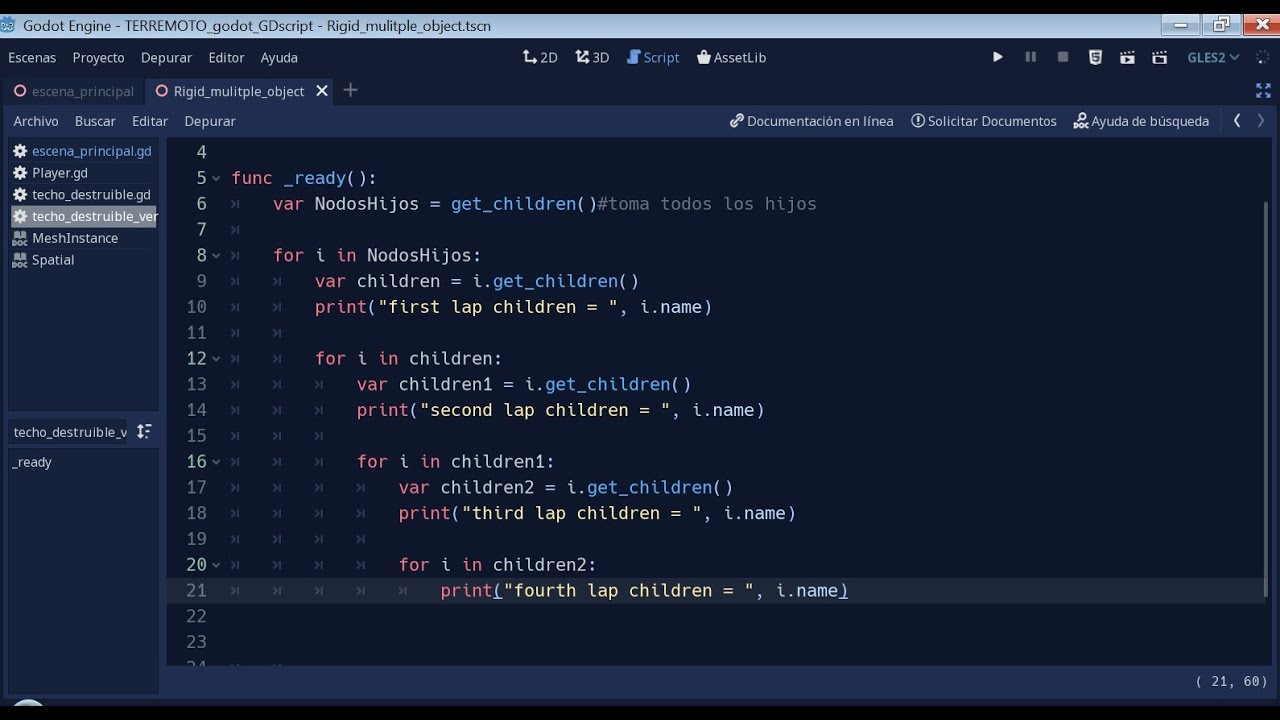 Godot Engine - TERREMOTO_godot_GDscript - Rigid_mulitple_object.tscn
Escenas Proyecto Depurar Editor Ayuda 2D 3D Script AssetLib GLES2
escena_principal Rigid_mulitple_object
Archivo Buscar Editar Depurar Documentación en línea Solicitar Documentos Ayuda de búsqueda
escena_principal.gd
Player.gd
techo_destruible.gd
techo_destruible_ver
MeshInstance
Spatial
techo_destruible_v
_ready
4
5 func _ready():
6 var NodosHijos = get_children()#toma todos los hijos
7
8 for i in NodosHijos:
9 var children = i.get_children()
10 print("first lap children = ", i.name)
11
12 for i in children:
13 var children1 = i.get_children()
14 print("second lap children = ", i.name)
15
16 for i in children1:
17 var children2 = i.get_children()
18 print("third lap children = ", i.name)
19
20 for i in children2:
21 print("fourth lap children = ", i.name)
22
23
24
( 21, 60)